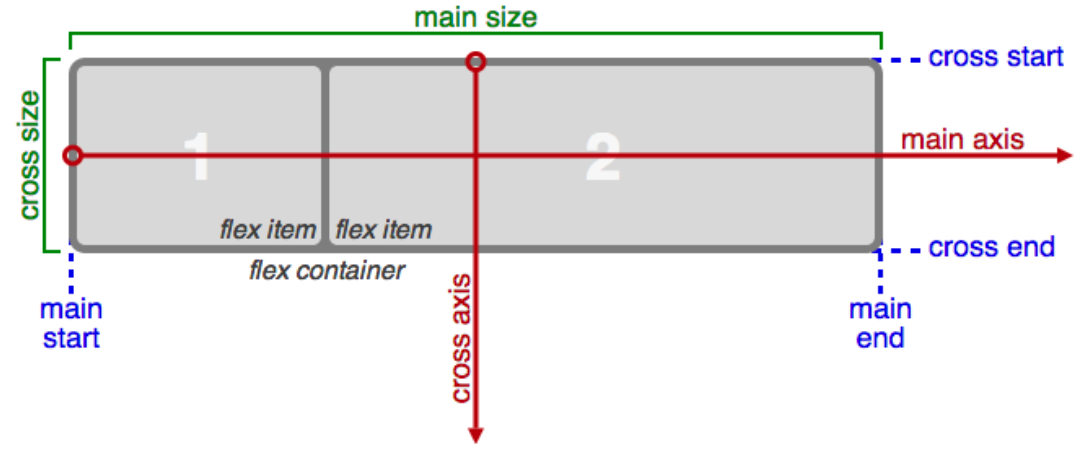 main size
cross start
cross size
main axis
1
2
flex item
flex item
cross end
flex container
cross axis
main
start
main
end